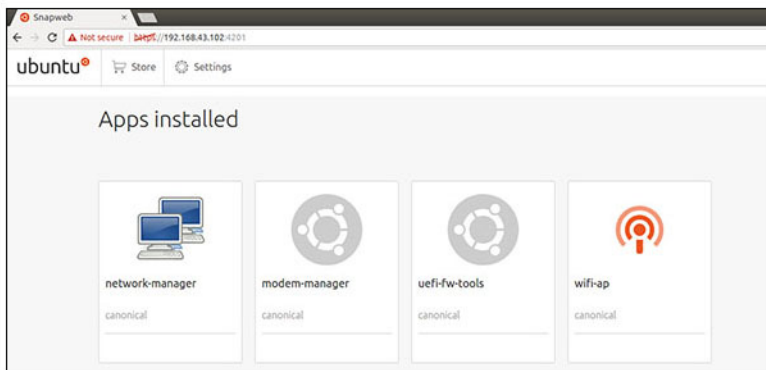 Snapweb ×
Not secure | https://192.168.43.102:4201
ubuntu Store Settings
Apps installed
network-manager modem-manager uefi-fw-tools wifi-ap
canonical canonical canonical canonical